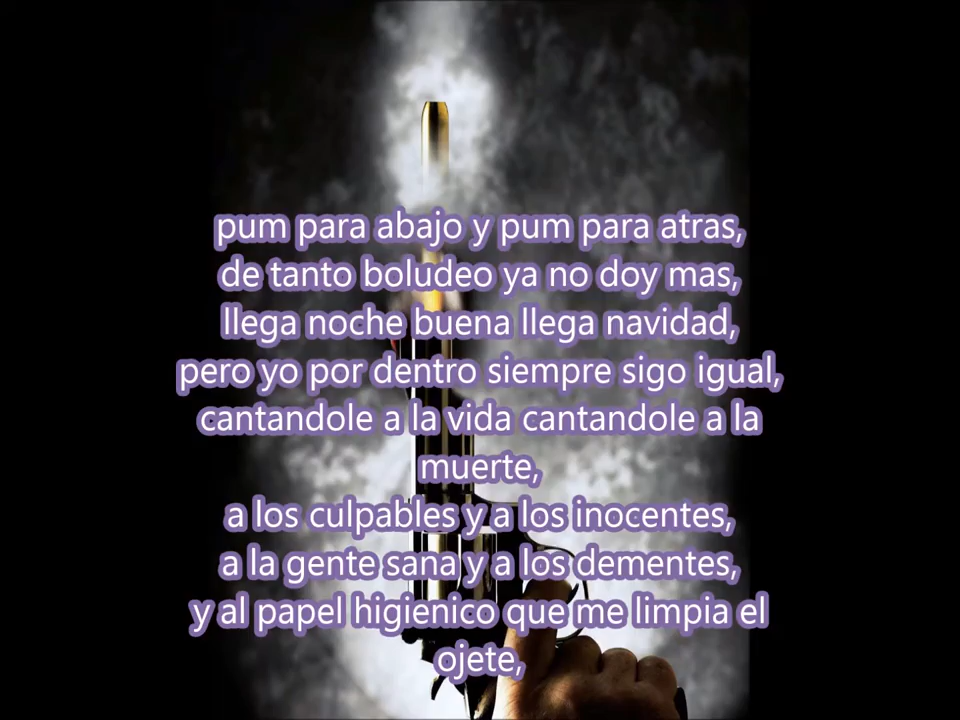 pum para abajo y pum para atras,
de tanto boludeo ya no doy mas,
llega noche buena llega navidad,
pero yo por dentro siempre sigo igual,
cantandole a la vida cantandole a la
muerte,
a los culpables y a los inocentes,
a la gente sana y a los dementes,
y al papel higienico que me limpia el
ojete,